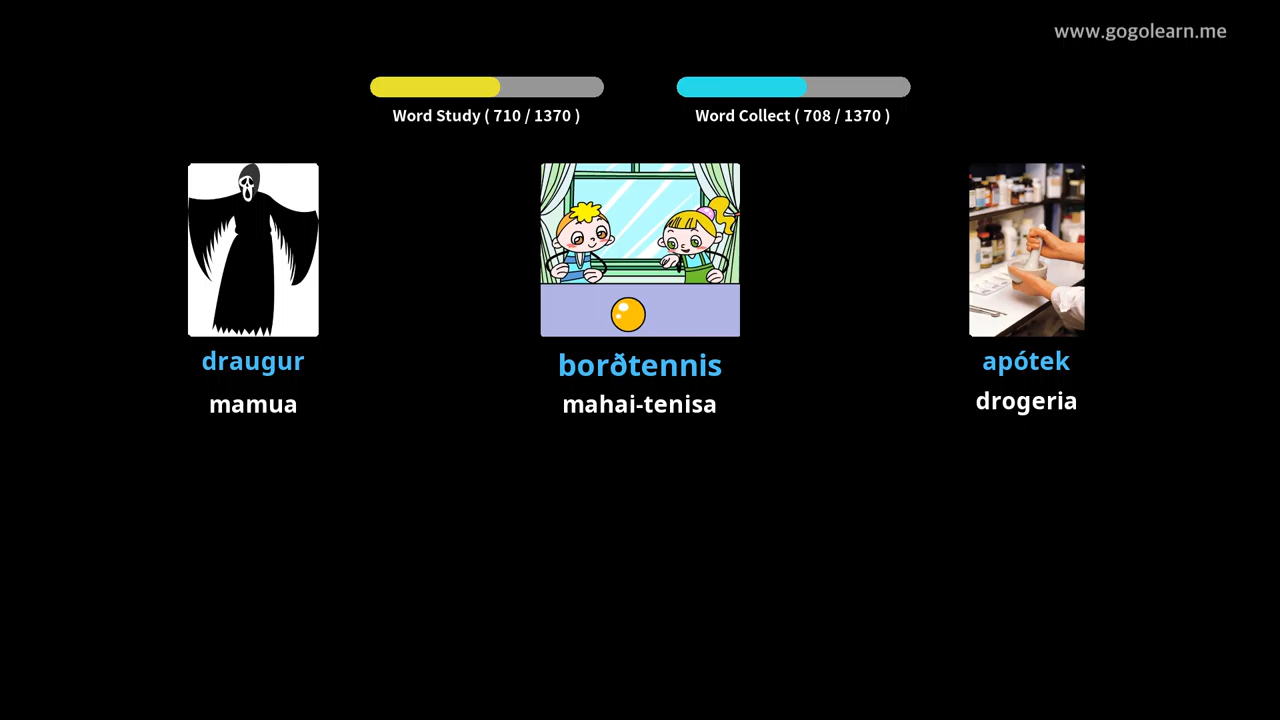 www.gogolearn.me
Word Study ( 710 / 1370 )
Word Collect ( 708 / 1370 )
draugur
mamua
borðtennis
mahai-tenisa
apótek
drogeria